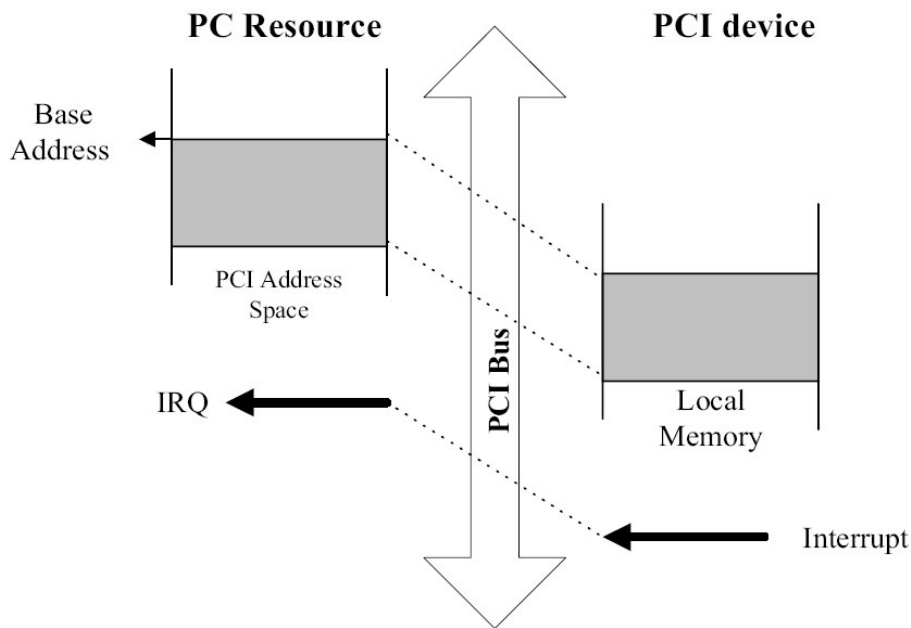 PC Resource
PCI device
Base
Address
PCI Address
Space
PCI Bus
IRQ
Local
Memory
Interrupt